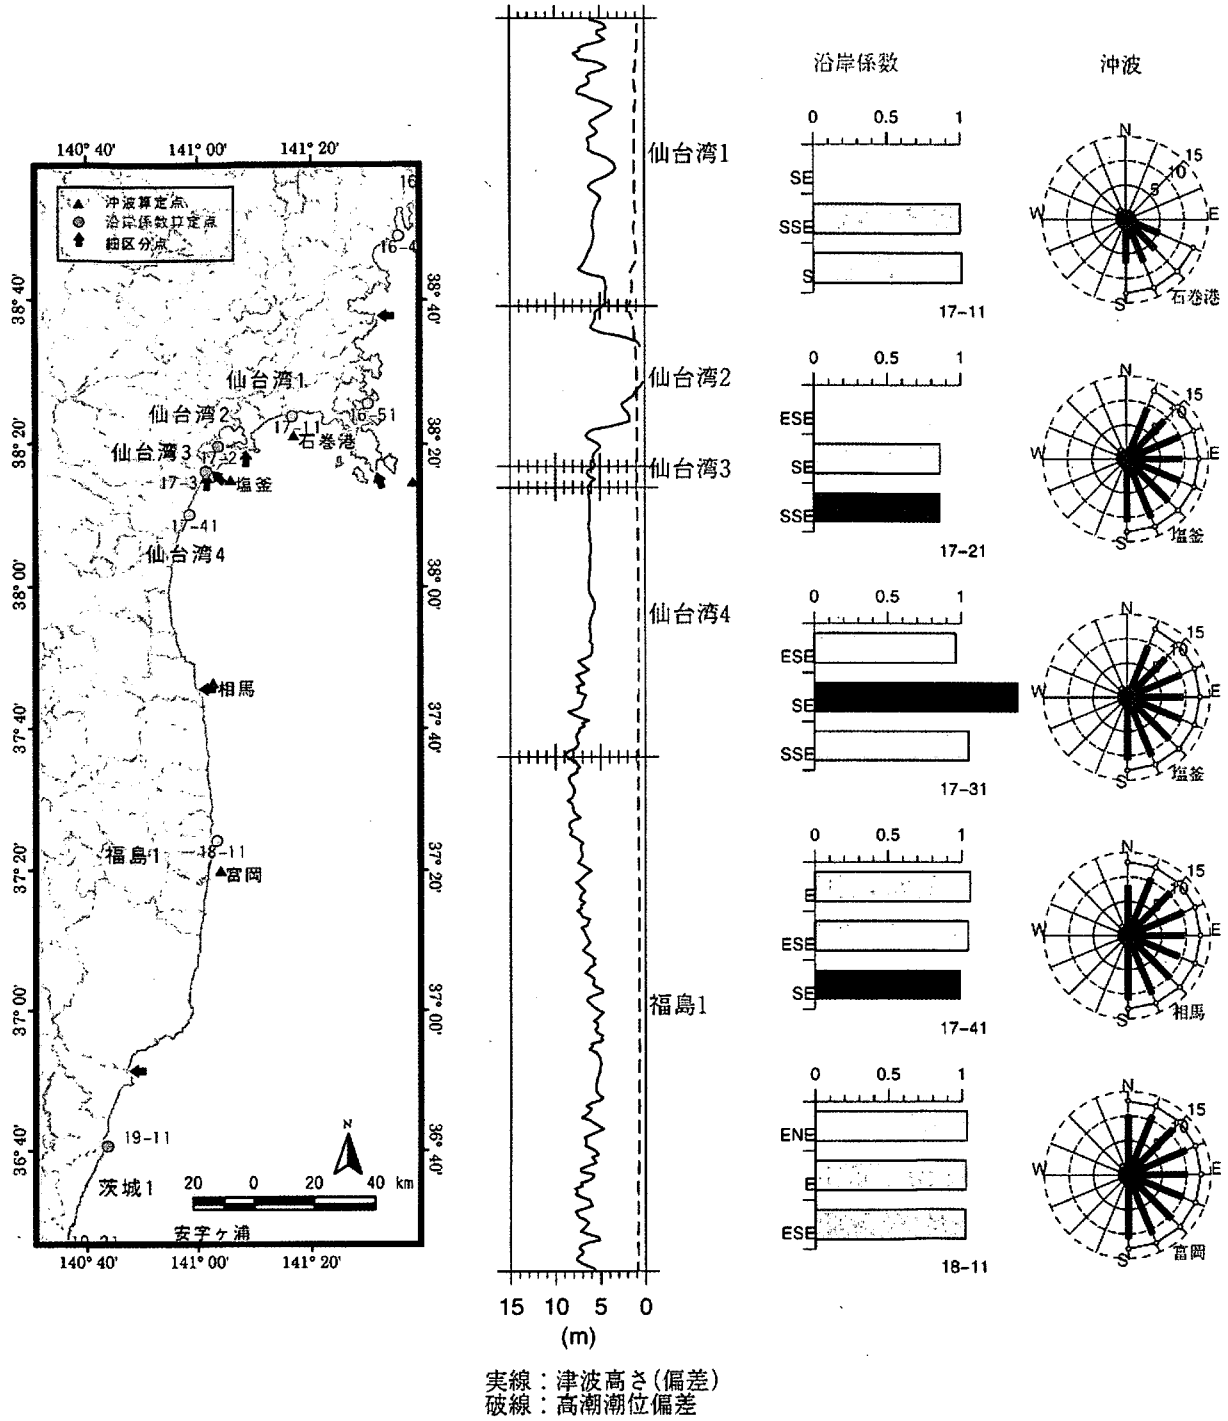 140° 40'
141° 00'
141° 20'
沖波算定点
沿岸係数算定点
細区分点
16
16-4
38° 40'
38° 40'
仙台湾1
仙台湾2
16-51
17-11
石巻港
38° 20'
38° 20'
仙台湾3
17-2
17-3
塩釜
17-41
仙台湾4
38° 00'
38° 00'
相馬
37° 40'
37° 40'
18-11
福島1
富岡
37° 20'
37° 20'
37° 00'
37° 00'
19-11
36° 40'
36° 40'
茨城1
N
20 0 20 40 km
140° 40'
141° 00'
141° 20'
仙台湾1
仙台湾2
仙台湾3
仙台湾4
福島1
15 10 5 0
(m)
実線：津波高さ(偏差)
破線：高潮潮位偏差
沿岸係数
沖波
0 0.5 1
SE
SSE
S
17-11
N
15
10
5
W
E
S
石巻港
0 0.5 1
ESE
SE
SSE
17-21
N
15
W
E
S
塩釜
0 0.5 1
ESE
SE
SSE
17-31
N
15
10
W
E
S
塩釜
0 0.5 1
E
ESE
SE
17-41
N
15
10
W
E
S
相馬
0 0.5 1
ENE
E
ESE
18-11
N
15
10
W
E
S
富岡